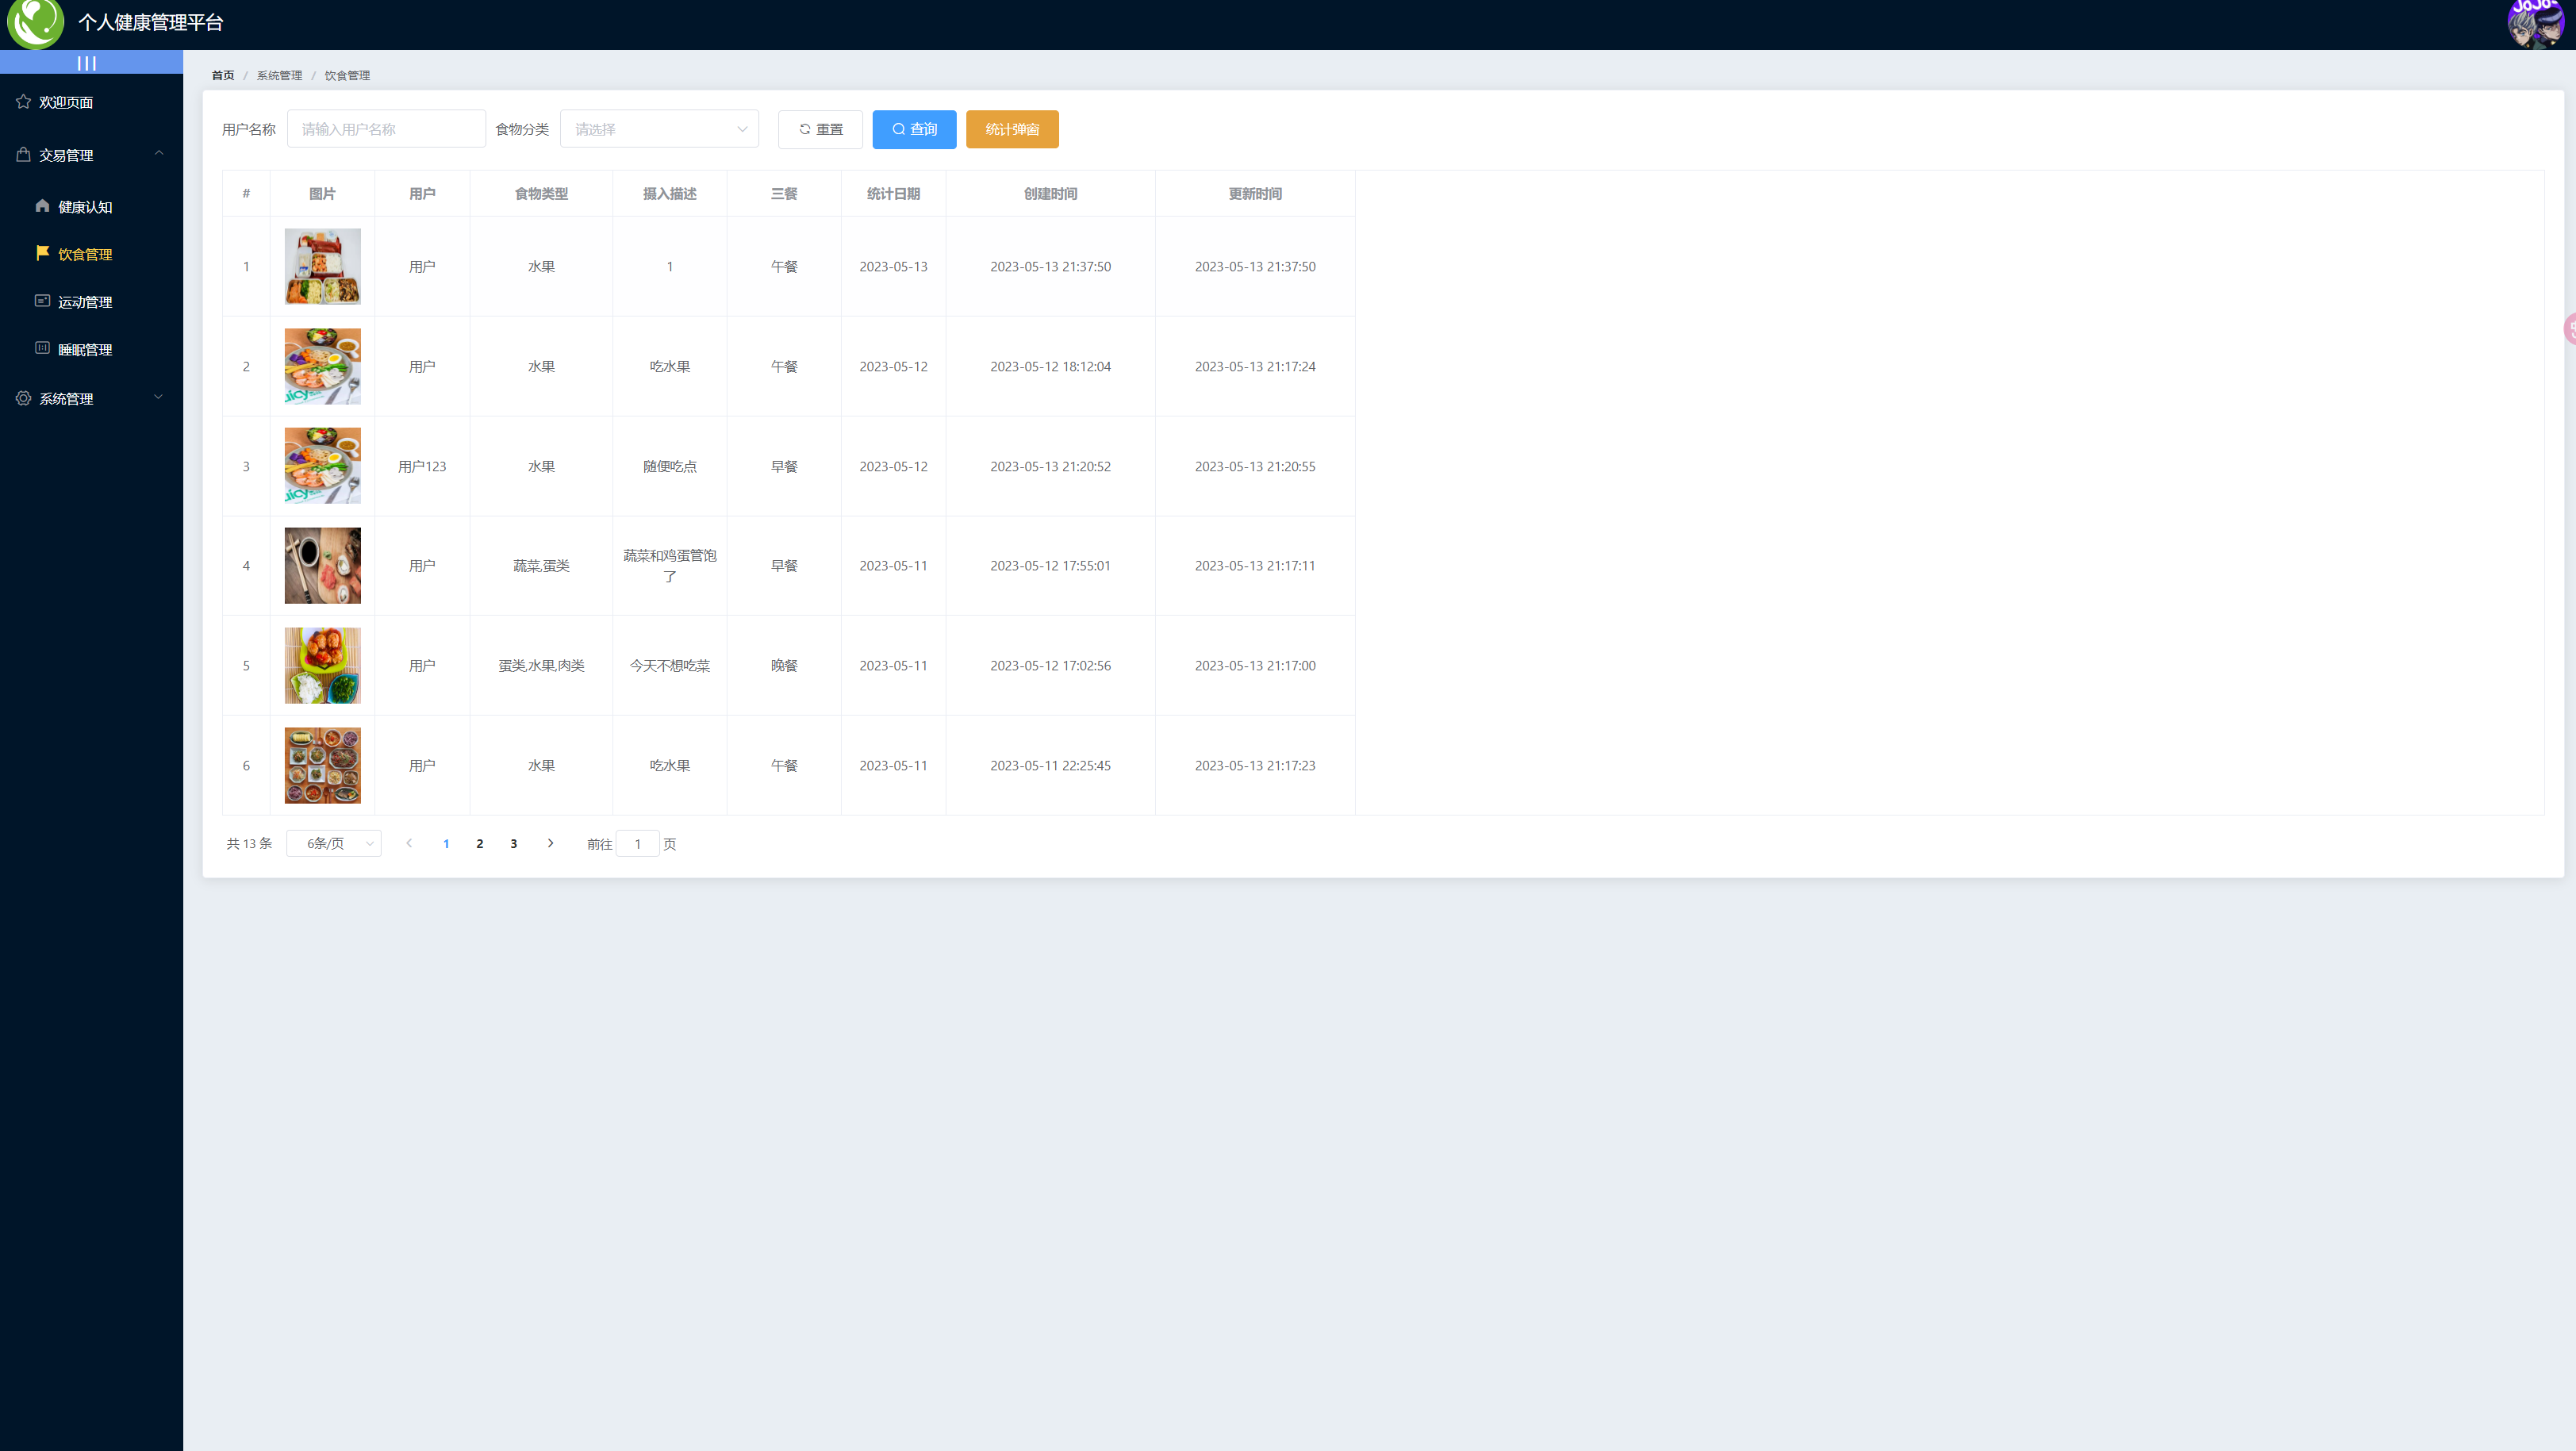 个人健康管理平台
JOJO
首页 / 系统管理 / 饮食管理
欢迎页面
交易管理
健康认知
饮食管理
运动管理
睡眠管理
系统管理
用户名称 请输入用户名称 食物分类 请选择 重置 查询 统计弹窗
# 图片 用户 食物类型 摄入描述 三餐 统计日期 创建时间 更新时间
1 用户 水果 1 午餐 2023-05-13 2023-05-13 21:37:50 2023-05-13 21:37:50
2 用户 水果 吃水果 午餐 2023-05-12 2023-05-12 18:12:04 2023-05-13 21:17:24
3 用户123 水果 随便吃点 早餐 2023-05-12 2023-05-13 21:20:52 2023-05-13 21:20:55
4 用户 蔬菜,蛋类 蔬菜和鸡蛋管饱
了 早餐 2023-05-11 2023-05-12 17:55:01 2023-05-13 21:17:11
5 用户 蛋类,水果,肉类 今天不想吃菜 晚餐 2023-05-11 2023-05-12 17:02:56 2023-05-13 21:17:00
6 用户 水果 吃水果 午餐 2023-05-11 2023-05-11 22:25:45 2023-05-13 21:17:23
共 13 条 6条/页 1 2 3 前往 1 页